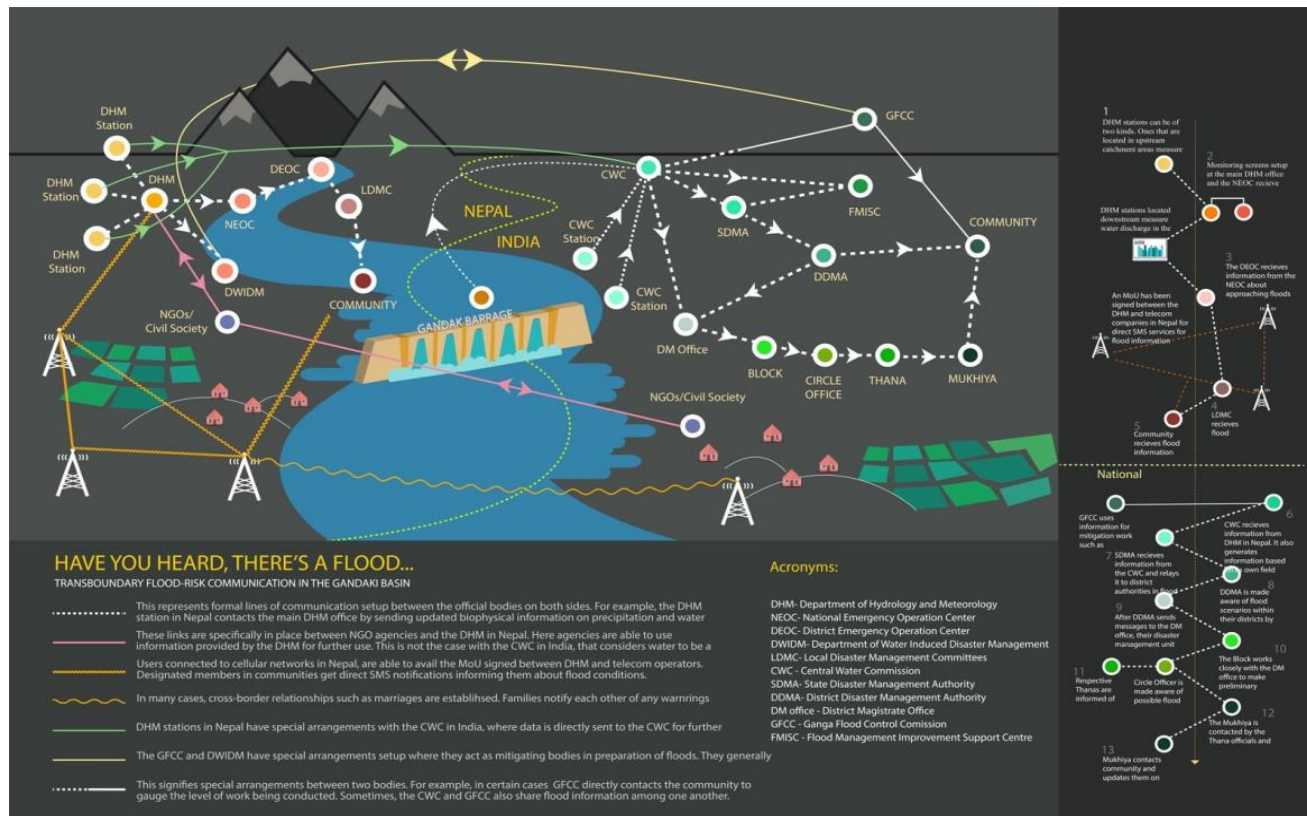 DHM
Station
DHM
Station
DHM
Station
DHM
DEOC
NEOC
LDMC
DWIDM
COMMUNITY
NGOs/
Civil Society
NEPAL
INDIA
GANDAK BARRAGE
GFCC
CWC
FMISC
SDMA
CWC
Station
COMMUNITY
DDMA
CWC
Station
DM Office
BLOCK
CIRCLE
OFFICE
THANA
MUKHIYA
NGOs/Civil Society
HAVE YOU HEARD, THERE'S A FLOOD...
TRANSBOUNDARY FLOOD-RISK COMMUNICATION IN THE GANDAKI BASIN
This represents formal lines of communication setup between the official bodies on both sides. For example, the DHM
station in Nepal contacts the main DHM office by sending updated biophysical information on precipitation and water
These links are specifically in place between NGO agencies and the DHM in Nepal. Here agencies are able to use
information provided by the DHM for further use. This is not the case with the CWC in India, that considers water to be a
Users connected to cellular networks in Nepal, are able to avail the MoU signed between DHM and telecom operators.
Designated members in communities get direct SMS notifications informing them about flood conditions.
In many cases, cross-border relationships such as marriages are establihsed. Families notify each other of any warnrings
DHM stations in Nepal have special arrangements with the CWC in India, where data is directly sent to the CWC for further
The GFCC and DWIDM have special arrangements setup where they act as mitigating bodies in preparation of floods. They generally
This signifies special arrangements between two bodies. For example, in certain cases GFCC directly contacts the community to
gauge the level of work being conducted. Sometimes, the CWC and GFCC also share flood information among one another.
Acronyms:
DHM- Department of Hydrology and Meteorology
NEOC- National Emergency Operation Center
DEOC- District Emergency Operation Center
DWIDM- Department of Water Induced Disaster Management
LDMC- Local Disaster Management Committees
CWC - Central Water Commission
SDMA- State Disaster Management Authority
DDMA- District Disaster Management Authority
DM office - District Magistrate Office
GFCC - Ganga Flood Control Comission
FMISC - Flood Management Improvement Support Centre
1
DHM stations can be of
two kinds. Ones that are
located in upstream
catchment areas measure
2
Monitoring screens setup
at the main DHM office
and the NEOC recieve
DHM stations located
downstream measure
water discharge in the
3
The DEOC recieves
information from the
NEOC about
approaching floods
An MoU has been
signed between the
DHM and telecom
companies in Nepal for
direct SMS services for
flood information
4
LDMC
recieves
flood
5
Community
recieves flood
information
National
GFCC uses
information for
mitigation work
such as
6
CWC recieves
information from
DHM in Nepal. It also
generates
information based
own field
7
SDMA recieves
information from
the CWC and relays
it to district
authorities in flood
8
DDMA is made
aware of flood
scenarios within
their districts by
9
After DDMA sends
messages to the DM
office, their disaster
management unit
10
The Block works
closely with the DM
office to make
preliminary
11
Respective
Thanas are
informed of
Circle Officer is
made aware of
possible flood
12
The Mukhiya is
contacted by the
Thana officials and
13
Mukhiya contacts
community and
updates them on